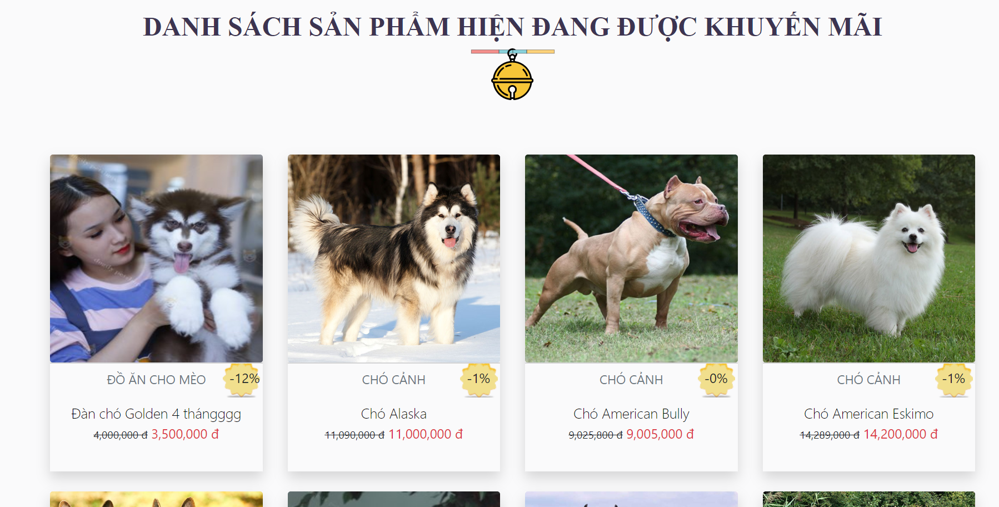 DANH SÁCH SẢN PHẨM HIỆN ĐANG ĐƯỢC KHUYẾN MÃI
ĐỒ ĂN CHO MÈO
-12%
Đàn chó Golden 4 thángggg
4,000,000 đ 3,500,000 đ
CHÓ CẢNH
-1%
Chó Alaska
11,090,000 đ 11,000,000 đ
CHÓ CẢNH
-0%
Chó American Bully
9,025,800 đ 9,005,000 đ
CHÓ CẢNH
-1%
Chó American Eskimo
14,289,000 đ 14,200,000 đ